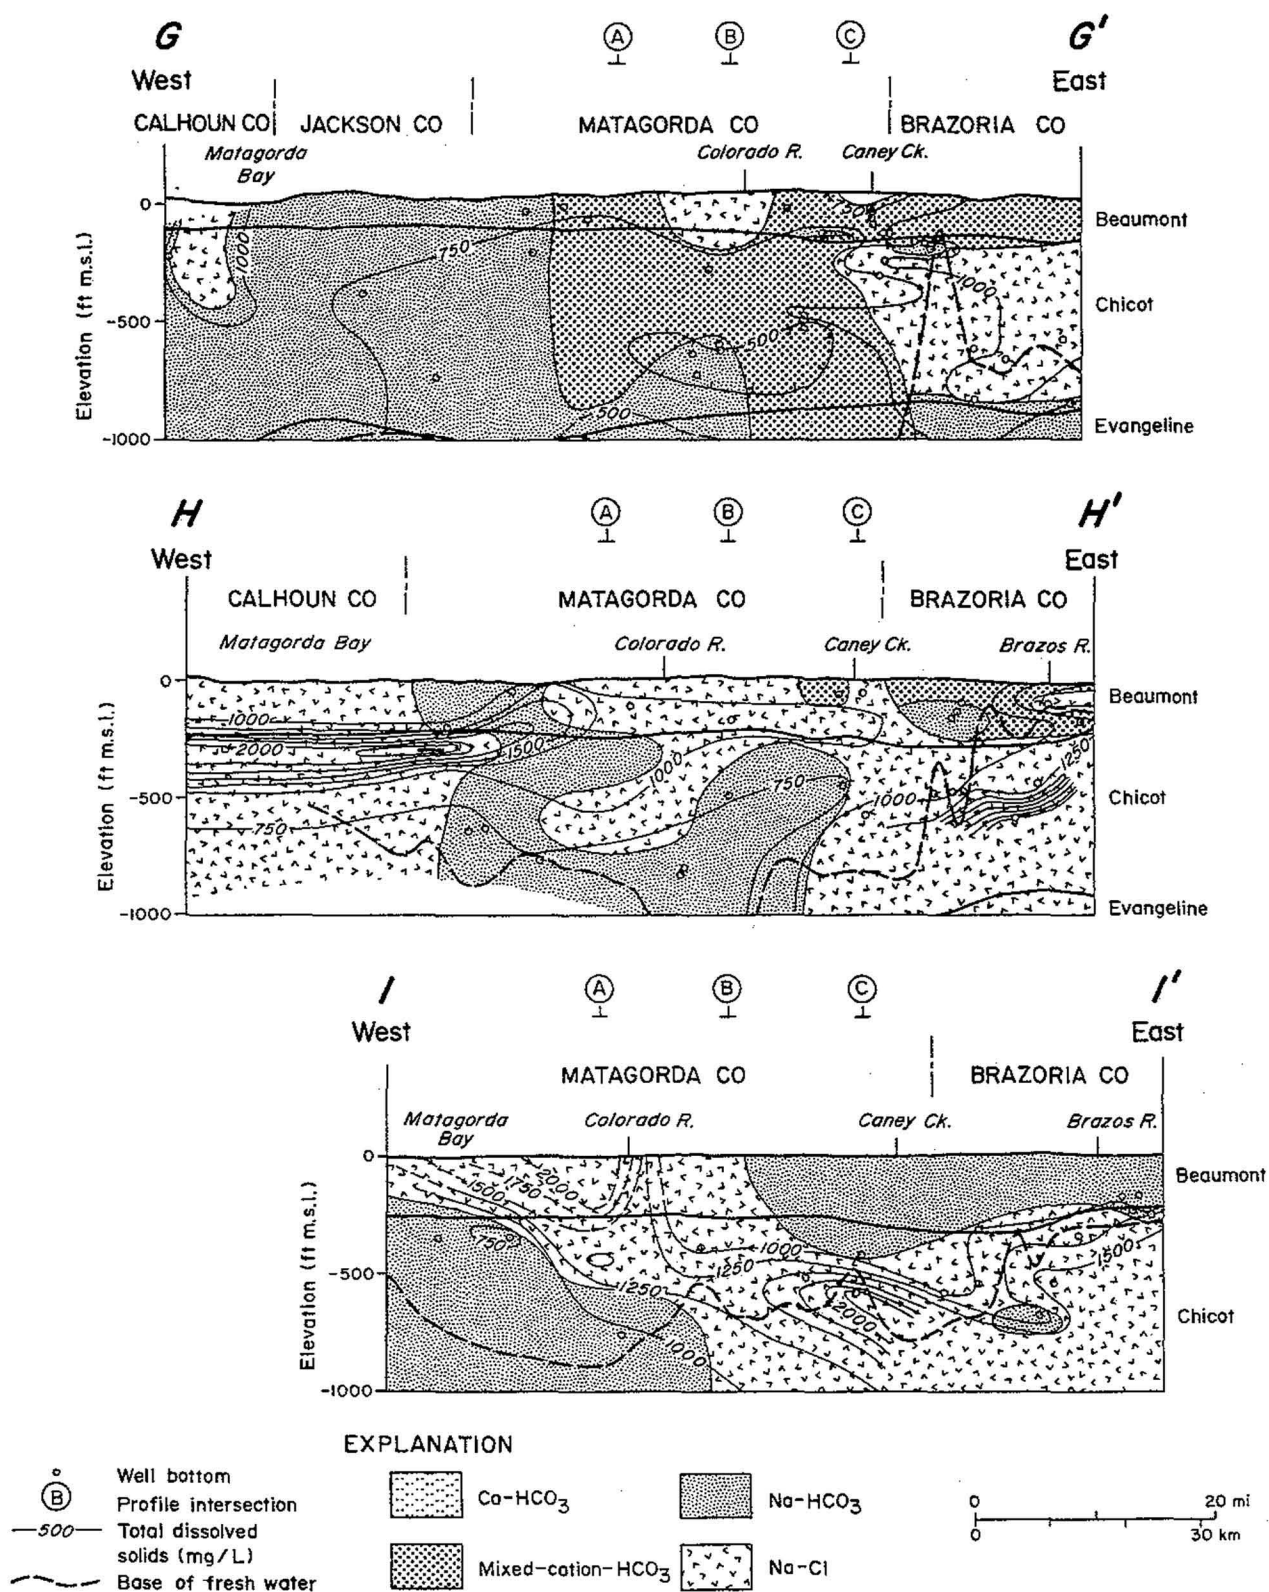 G Ⓐ Ⓑ Ⓒ G'
West East
CALHOUN CO JACKSON CO MATAGORDA CO BRAZORIA CO
Matagorda Bay Colorado R. Caney Ck.
0
-500
-1000
Elevation (ft m.s.l.)
1000
750
500
500
500
1000
Beaumont
Chicot
Evangeline
H Ⓐ Ⓑ Ⓒ H'
West East
CALHOUN CO MATAGORDA CO BRAZORIA CO
Matagorda Bay Colorado R. Caney Ck. Brazos R.
0
-500
-1000
Elevation (ft m.s.l.)
1000
2000
1500
750
1000
750
1000
1250
Beaumont
Chicot
Evangeline
I Ⓐ Ⓑ Ⓒ I'
West East
MATAGORDA CO BRAZORIA CO
Matagorda Bay Colorado R. Caney Ck. Brazos R.
0
-500
-1000
Elevation (ft m.s.l.)
1500
1750
2000
750
1250
1000
1000
1250
2000
1500
Beaumont
Chicot
EXPLANATION
Well bottom
Ⓑ Profile intersection
500 Total dissolved
solids (mg/L)
Base of fresh water
Ca-HCO₃
Mixed-cation-HCO₃
Na-HCO₃
Na-Cl
0 20 mi
0 30 km